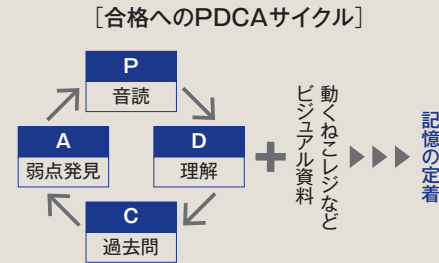 ［合格へのPDCAサイクル］
P
音読
D
理解
C
過去問
A
弱点発見
動くねこレジなど
ビジュアル資料
記憶の定着